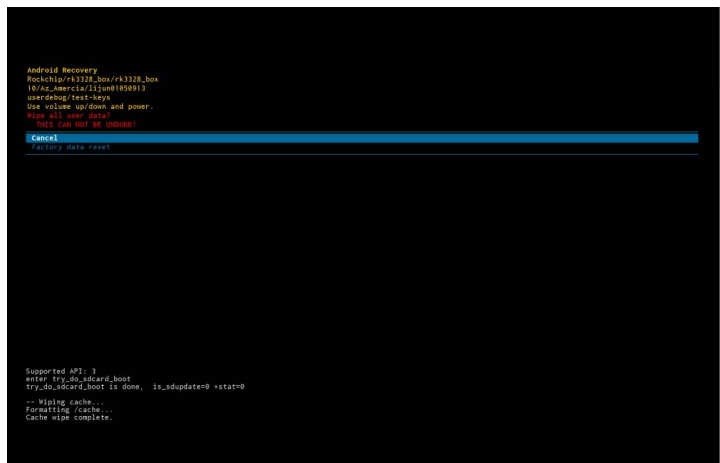 Android Recovery
Rockchip/rk3328_box/rk3328_box
10/Az_Amercia/lijun01050913
userdebug/test-keys
Use volume up/down and power.
Wipe all user data?
THIS CAN NOT BE UNDONE!
Cancel
Factory data reset
Supported API: 3
enter try_do_sdcard_boot
try_do_sdcard_boot is done, is_sdupdate=0 +stat=0
-- Wiping cache...
Formatting /cache...
Cache wipe complete.